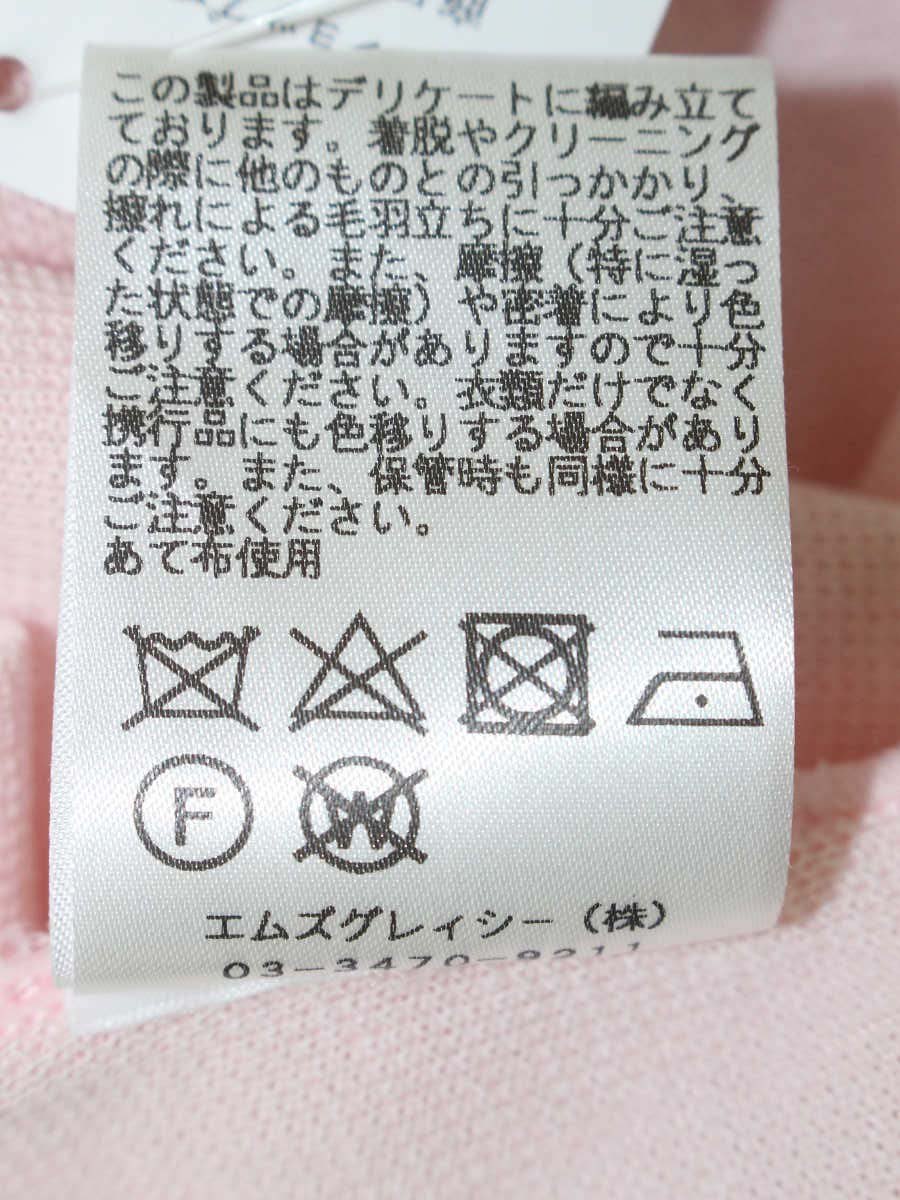 この製品はデリケートに編み立て
ております。着脱やクリーニング
の際に他のものとの引っかかり、
擦れによる毛羽立ちに十分ご注意
ください。また、摩擦(特に湿っ
た状態での摩擦)や密着により色
移りする場合がありますので十分
ご注意ください。衣類だけでなく
携行品にも色移りする場合があり
ます。また、保管時も同様に十分
ご注意ください。
あて布使用
F W
エムズグレィシー(株)
03-3470-8211